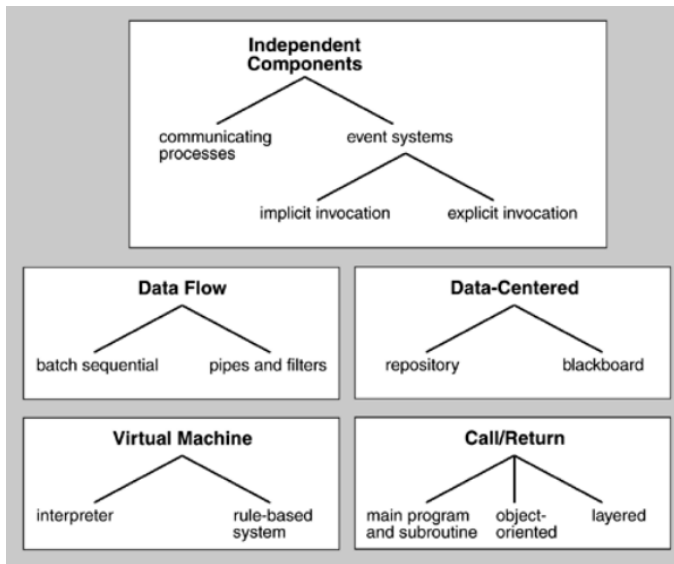 Independent
Components
communicating
processes
event systems
implicit invocation
explicit invocation
Data Flow
batch sequential
pipes and filters
Data-Centered
repository
blackboard
Virtual Machine
interpreter
rule-based
system
Call/Return
main program
and subroutine
object-
oriented
layered